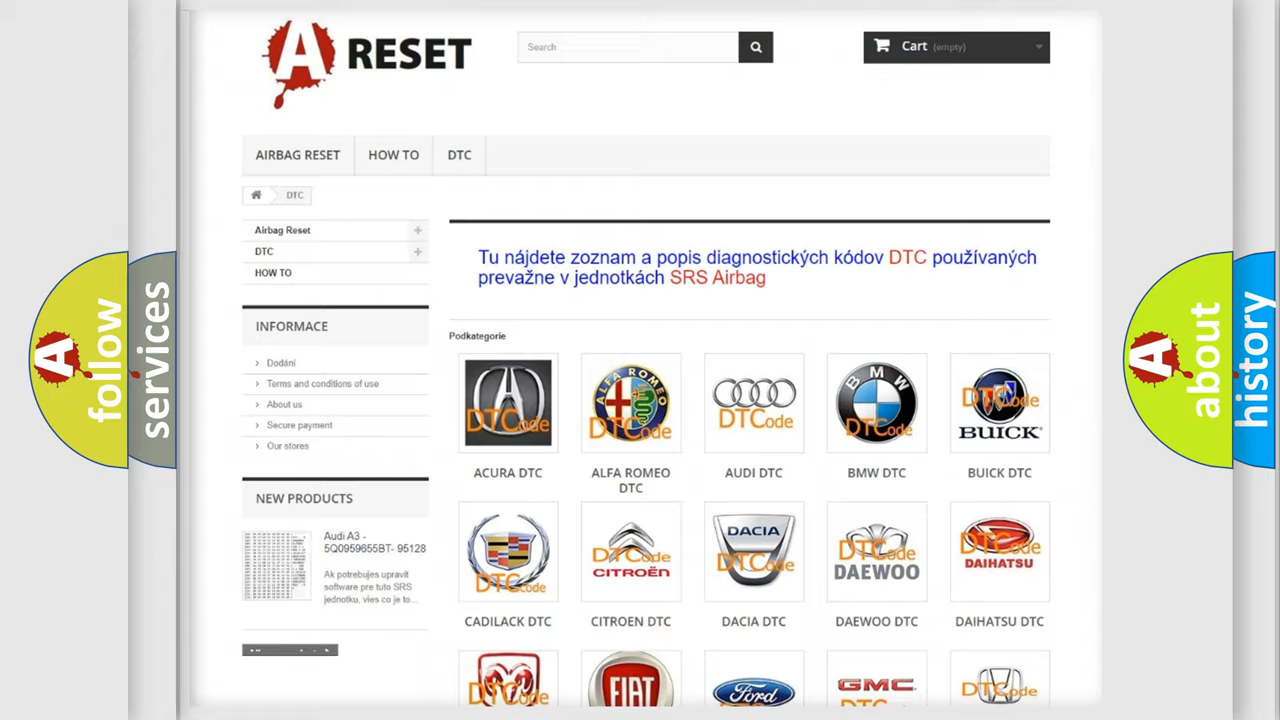 A RESET
Search
Cart (empty)
AIRBAG RESET
HOW TO
DTC
DTC
Airbag Reset
DTC
HOW TO
INFORMACE
Dodání
Terms and conditions of use
About us
Secure payment
Our stores
NEW PRODUCTS
Audi A3 -
5Q0959655BT- 95128
Ak potrebujes upravit
software pre tuto SRS
jednotku, vies co je to...
Tu nájdete zoznam a popis diagnostických kódov DTC používaných
prevažne v jednotkách SRS Airbag
Podkategorie
DTCode
ALFA ROMEO
DTCode
DTCode
BMW
DTCode
DTCode
BUICK
ACURA DTC
ALFA ROMEO
DTC
AUDI DTC
BMW DTC
BUICK DTC
DTCode
DTCode
CITROËN
DACIA
DTCode
DTCode
DAEWOO
DTCode
DAIHATSU
CADILACK DTC
CITROEN DTC
DACIA DTC
DAEWOO DTC
DAIHATSU DTC
DTCode
FIAT
Ford
GMC
DTCode
A follow
services
A about
history